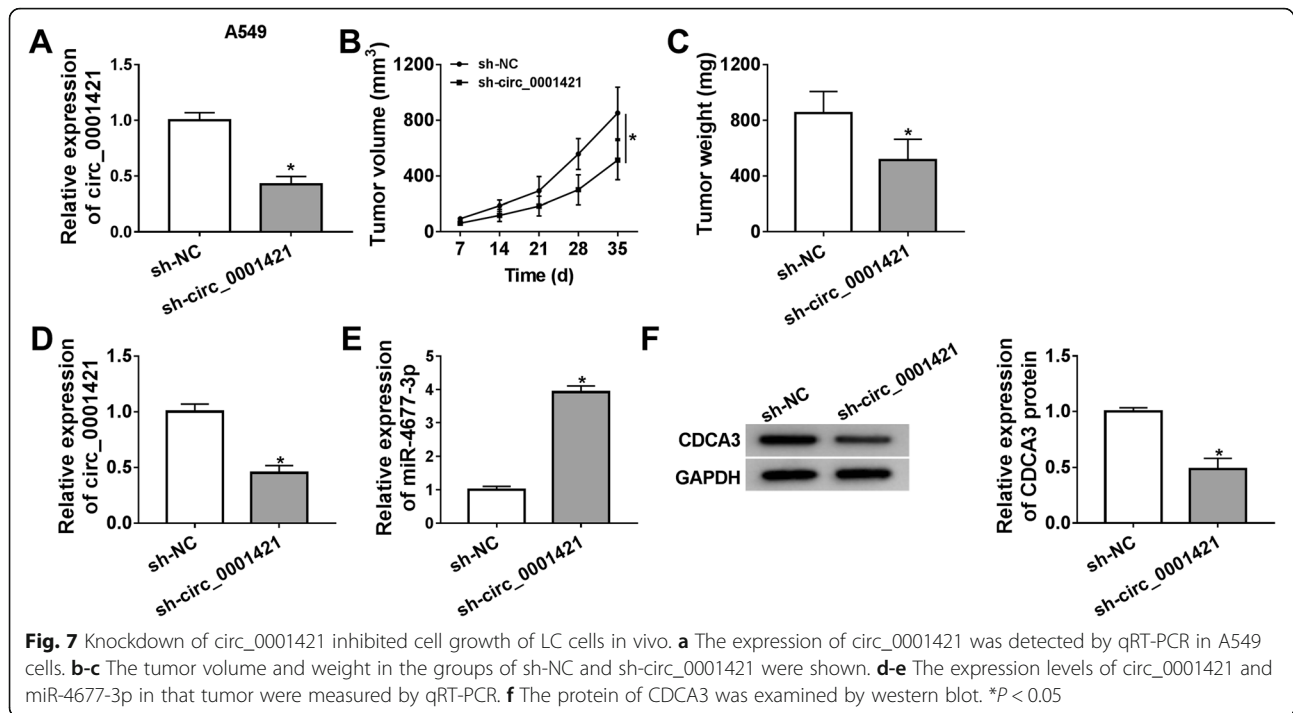 A
A549
Relative expression
of circ_0001421
1.5
1.0
0.5
0.0
*
sh-NC
sh-circ_0001421
B
Tumor volume (mm³)
1200
800
400
0
sh-NC
sh-circ_0001421
*
7 14 21 28 35
Time (d)
C
Tumor weight (mg)
1200
800
400
0
*
sh-NC
sh-circ_0001421
D
Relative expression
of circ_0001421
1.5
1.0
0.5
0.0
*
sh-NC
sh-circ_0001421
E
Relative expression
of miR-4677-3p
5
4
3
2
1
0
*
sh-NC
sh-circ_0001421
F
sh-NC
sh-circ_0001421
CDCA3
GAPDH
Relative expression
of CDCA3 protein
1.5
1.0
0.5
0.0
*
sh-NC
sh-circ_0001421
Fig. 7 Knockdown of circ_0001421 inhibited cell growth of LC cells in vivo. a The expression of circ_0001421 was detected by qRT-PCR in A549
cells. b-c The tumor volume and weight in the groups of sh-NC and sh-circ_0001421 were shown. d-e The expression levels of circ_0001421 and
miR-4677-3p in that tumor were measured by qRT-PCR. f The protein of CDCA3 was examined by western blot. *P < 0.05